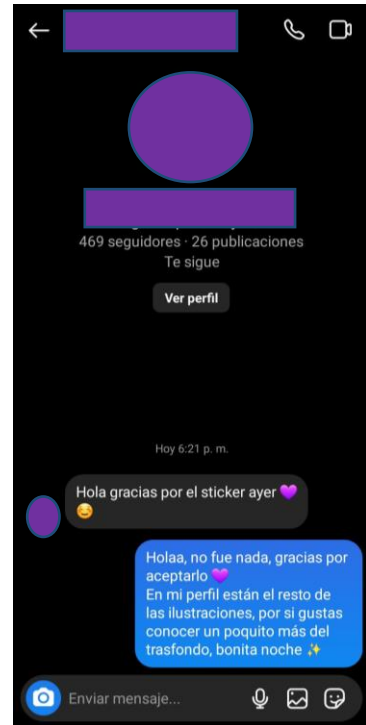 469 seguidores · 26 publicaciones
Te sigue
Ver perfil
Hoy 6:21 p. m.
Hola gracias por el sticker ayer 💜
☺️
Holaa, no fue nada, gracias por
aceptarlo 💜
En mi perfil están el resto de
las ilustraciones, por si gustas
conocer un poquito más del
trasfondo, bonita noche ✨
Enviar mensaje...